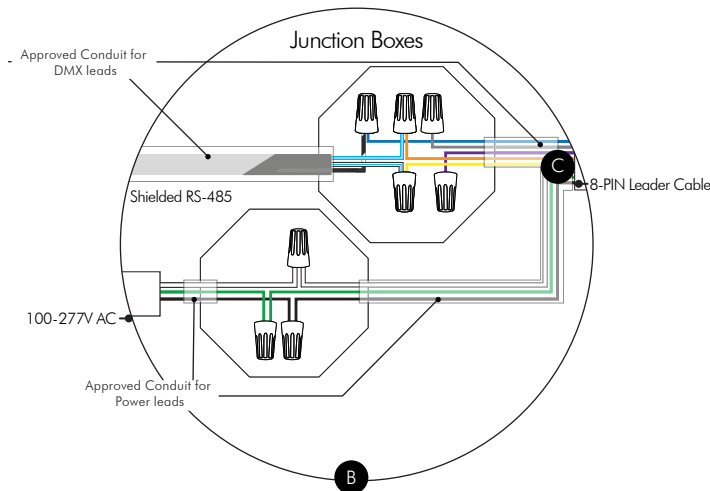 Junction Boxes
Approved Conduit for
DMX leads
C
8-PIN Leader Cable
Shielded RS-485
100-277V AC
Approved Conduit for
Power leads
B